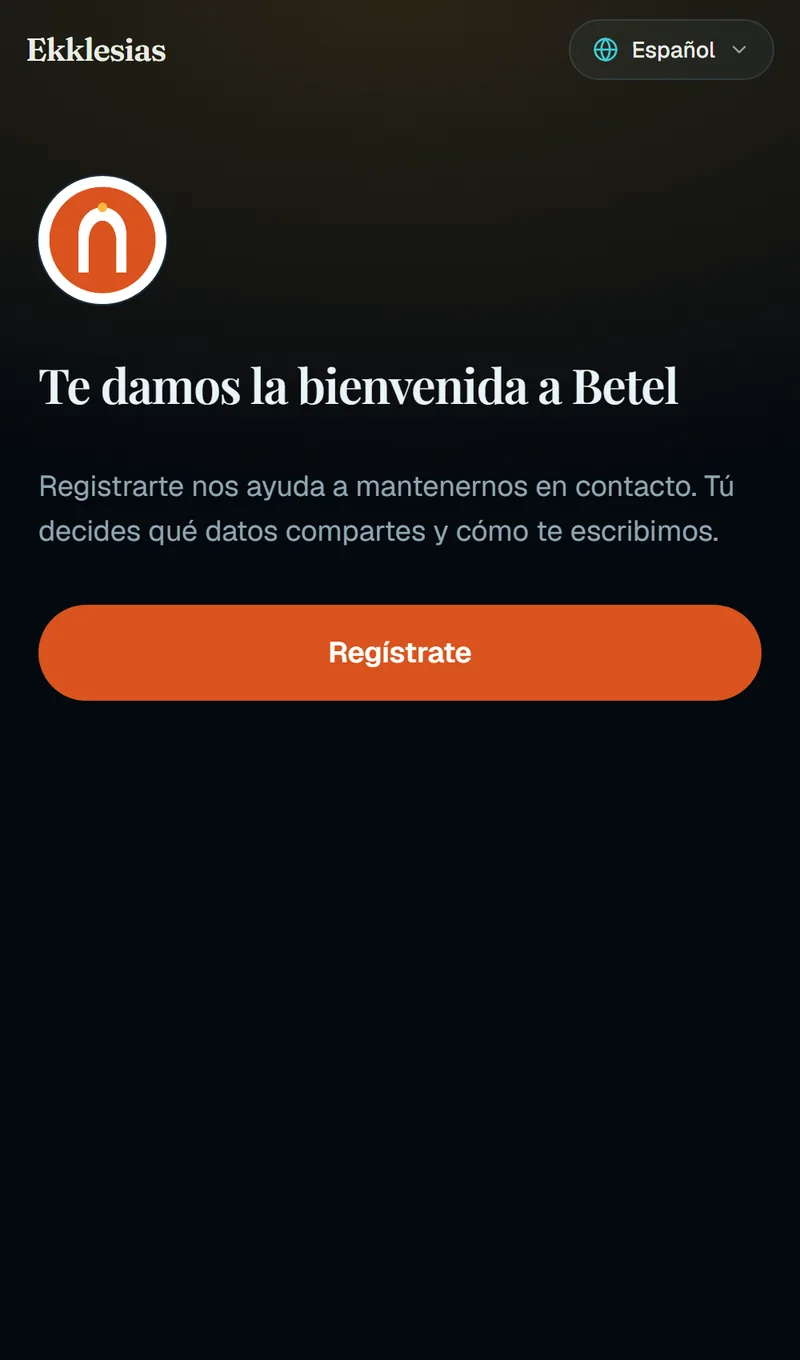 Ekklesias
Español
Te damos la bienvenida a Betel
Registrarte nos ayuda a mantenernos en contacto. Tú
decides qué datos compartes y cómo te escribimos.
Regístrate